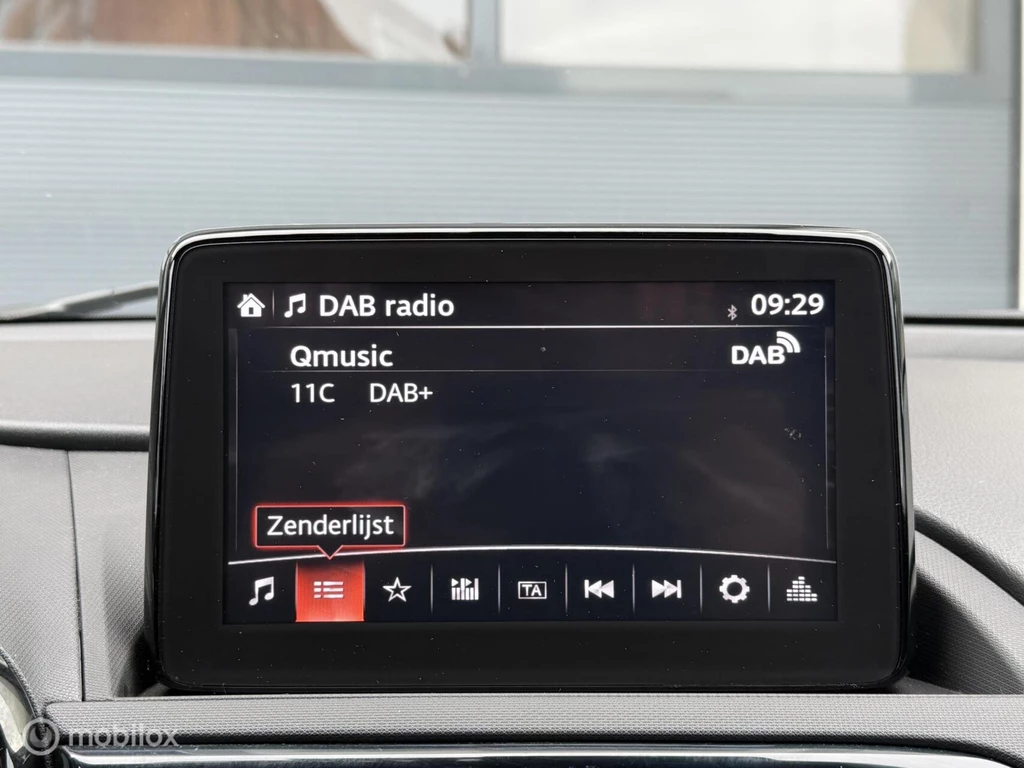 DAB radio 09:29
Qmusic DAB
11C DAB+
Zenderlijst
TA
mobilox